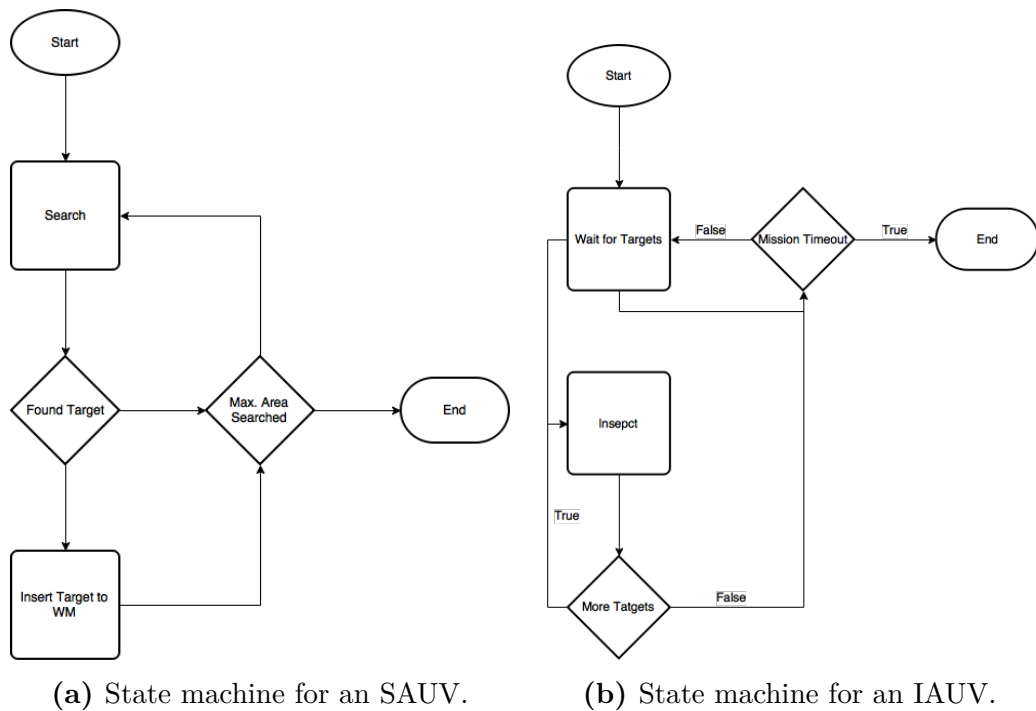 Start
Search
Found Target
Max. Area
Searched
End
Insert Target to
WM
(a) State machine for an SAUV.
Start
Wait for Targets
False
Mission Timeout
True
End
Insepct
True
More Tatgets
False
(b) State machine for an IAUV.